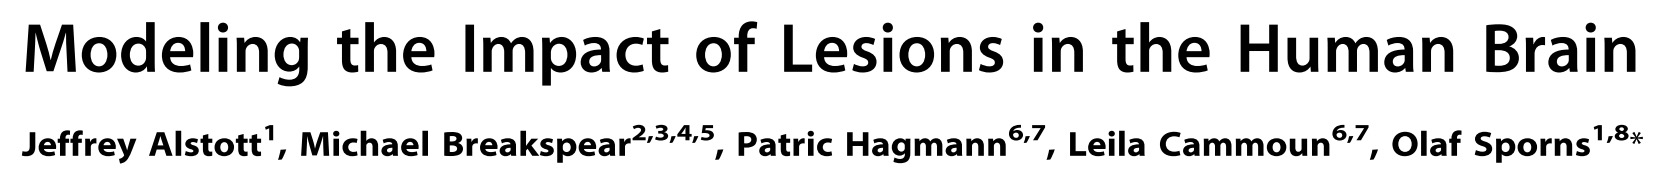 Modeling the Impact of Lesions in the Human Brain
Jeffrey Alstott1, Michael Breakspear2,3,4,5, Patric Hagmann6,7, Leila Cammoun6,7, Olaf Sporns1,8*